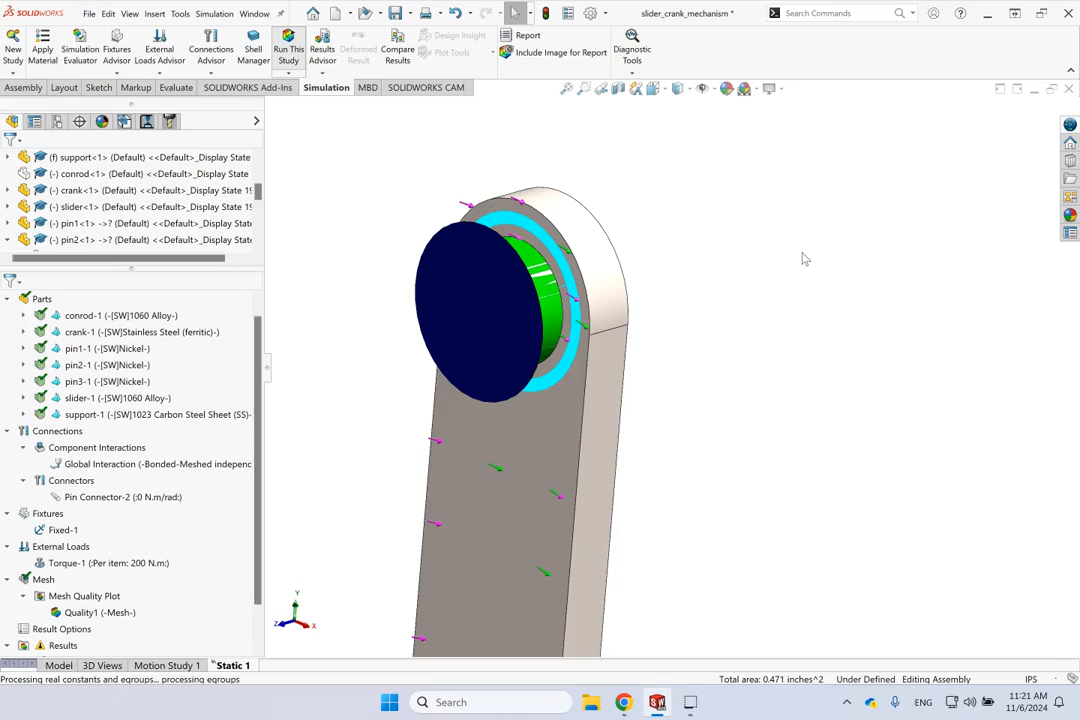 SOLIDWORKS
File Edit View Insert Tools Simulation Window
slider_crank_mechanism *
Search Commands
New Study
Apply Material
Simulation Evaluator
Fixtures Advisor
External Loads Advisor
Connections Advisor
Shell Manager
Run This Study
Results Advisor
Deformed Result
Compare Results
Design Insight
Plot Tools
Report
Include Image for Report
Diagnostic Tools
Assembly Layout Sketch Markup Evaluate SOLIDWORKS Add-Ins Simulation MBD SOLIDWORKS CAM
(f) support<1> (Default) <<Default>_Display State
(-) conrod<1> (Default) <<Default>_Display State
(-) crank<1> (Default) <<Default>_Display State 19
(-) slider<1> (Default) <<Default>_Display State 19
(-) pin1<1> ->? (Default) <<Default>_Display Stat
(-) pin2<1> ->? (Default) <<Default>_Display Stat
Parts
conrod-1 (-[SW]1060 Alloy-)
crank-1 (-[SW]Stainless Steel (ferritic)-)
pin1-1 (-[SW]Nickel-)
pin2-1 (-[SW]Nickel-)
pin3-1 (-[SW]Nickel-)
slider-1 (-[SW]1060 Alloy-)
support-1 (-[SW]1023 Carbon Steel Sheet (SS)-
Connections
Component Interactions
Global Interaction (-Bonded-Meshed independ
Connectors
Pin Connector-2 (:0 N.m/rad:)
Fixtures
Fixed-1
External Loads
Torque-1 (:Per item: 200 N.m:)
Mesh
Mesh Quality Plot
Quality1 (-Mesh-)
Result Options
Results
Y
Z X
Model 3D Views Motion Study 1 *Static 1
Processing real constants and egroups... processing egroups
Total area: 0.471 inches^2 Under Defined Editing Assembly IPS
Search
ENG
11:21 AM
11/6/2024